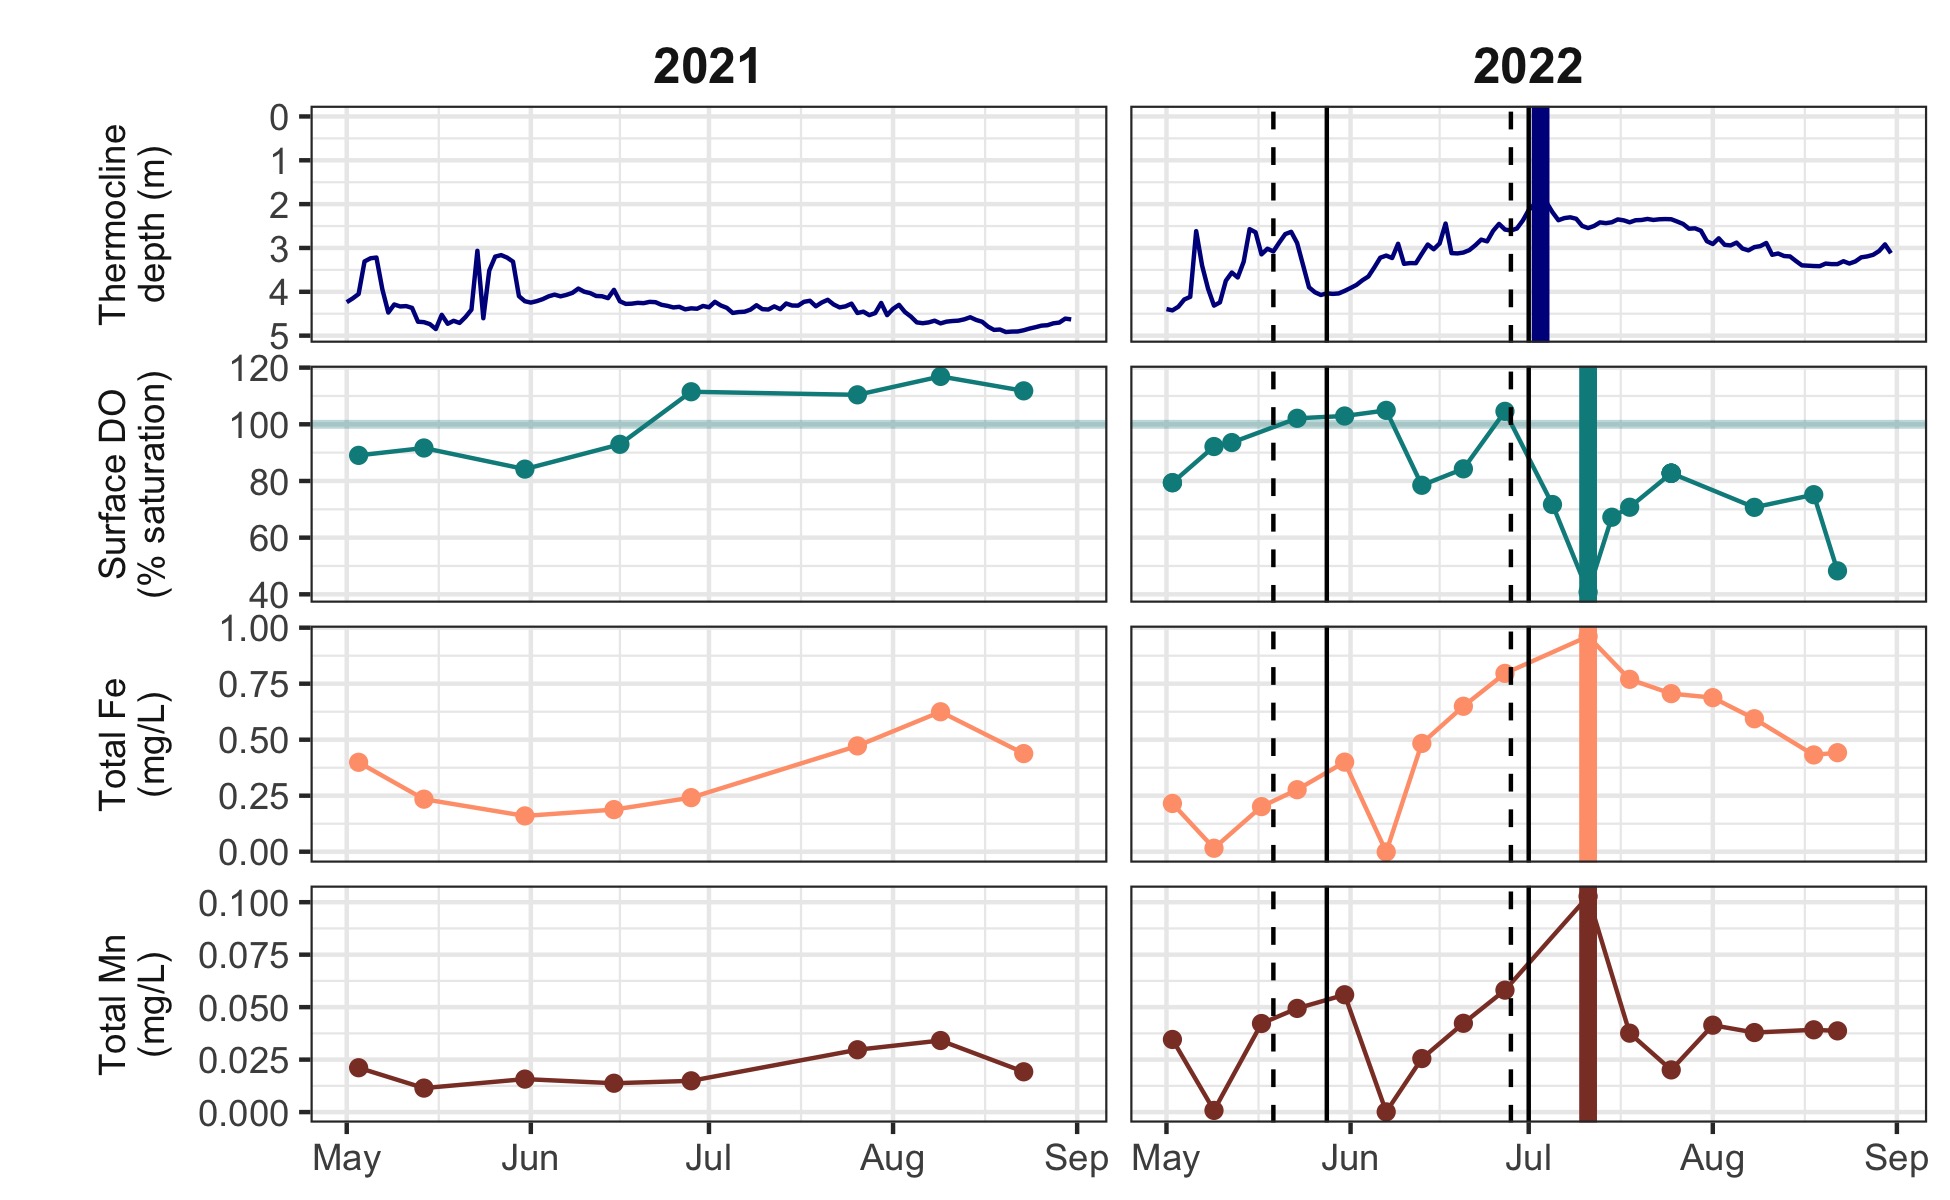 2021
2022
Thermocline
depth (m)
0
1
2
3
4
5
Surface DO
(% saturation)
120
100
80
60
40
Total Fe
(mg/L)
1.00
0.75
0.50
0.25
0.00
Total Mn
(mg/L)
0.100
0.075
0.050
0.025
0.000
May Jun Jul Aug Sep
May Jun Jul Aug Sep